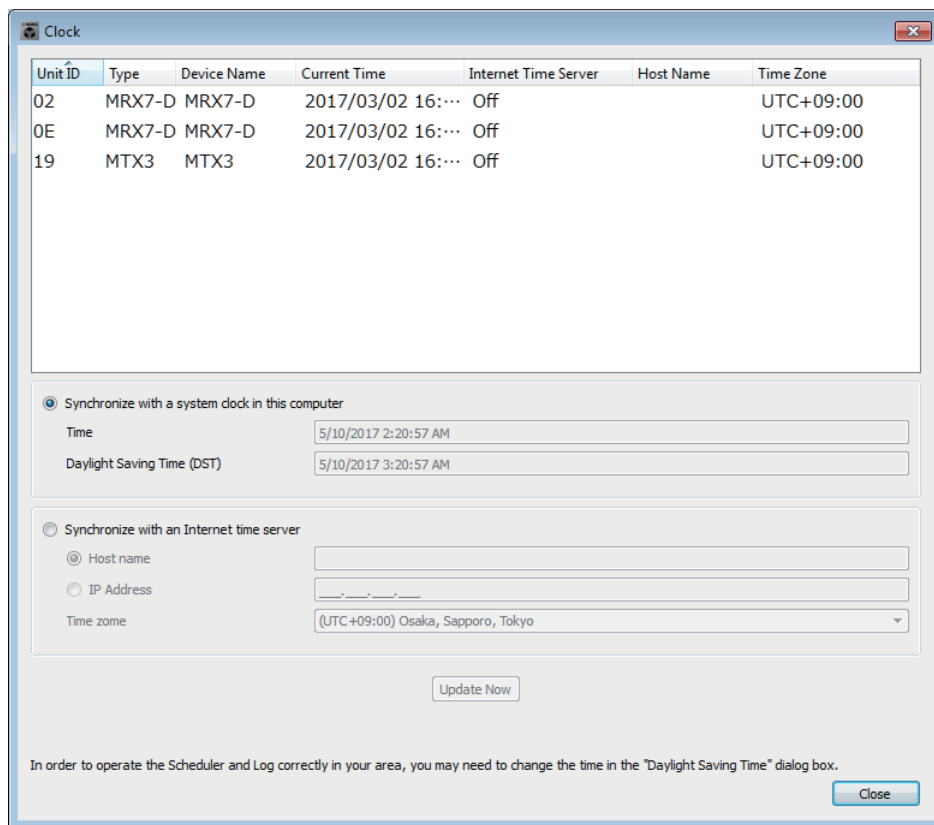 Clock
Unit ID Type Device Name Current Time Internet Time Server Host Name Time Zone
02 MRX7-D MRX7-D 2017/03/02 16:··· Off UTC+09:00
0E MRX7-D MRX7-D 2017/03/02 16:··· Off UTC+09:00
19 MTX3 MTX3 2017/03/02 16:··· Off UTC+09:00
Synchronize with a system clock in this computer
Time 5/10/2017 2:20:57 AM
Daylight Saving Time (DST) 5/10/2017 3:20:57 AM
Synchronize with an Internet time server
Host name
IP Address ___.___.___.___
Time zome (UTC+09:00) Osaka, Sapporo, Tokyo
Update Now
In order to operate the Scheduler and Log correctly in your area, you may need to change the time in the "Daylight Saving Time" dialog box.
Close